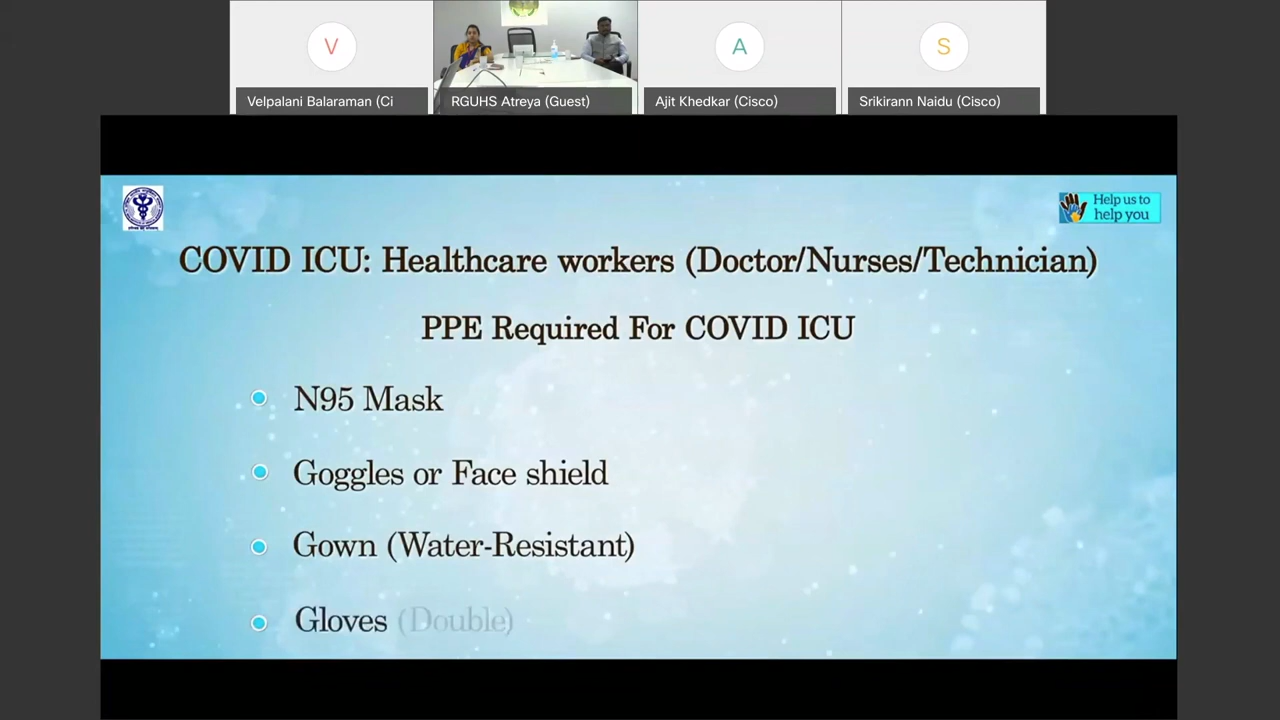 V
A
S
Velpalani Balaraman (Ci
RGUHS Atreya (Guest)
Ajit Khedkar (Cisco)
Srikirann Naidu (Cisco)
Help us to
help you
COVID ICU: Healthcare workers (Doctor/Nurses/Technician)
PPE Required For COVID ICU
N95 Mask
Goggles or Face shield
Gown (Water-Resistant)
Gloves (Double)